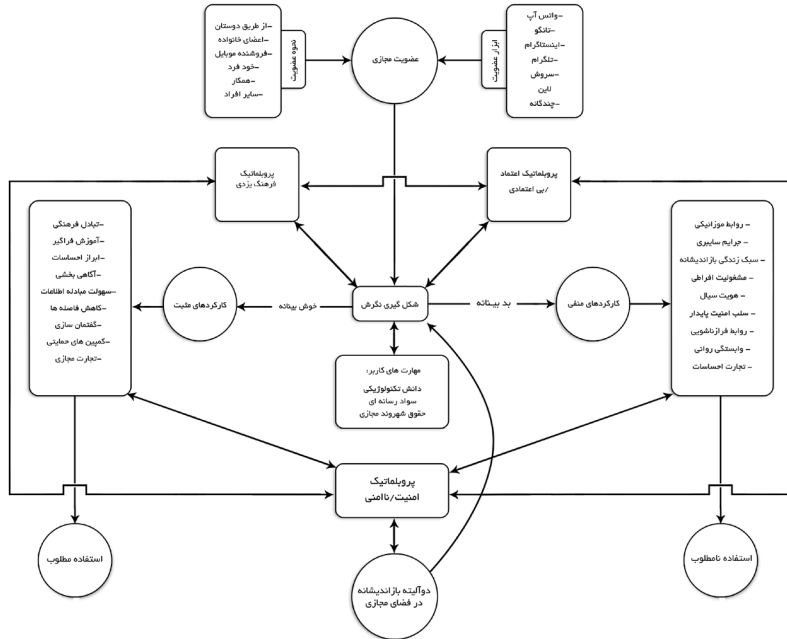 -واتس آپ
-تانگو
-اینستاگرام
-تلگرام
-سروش
لاین
-چندگانه
ابزار عضویت
عضویت مجازی
نحوه عضویت
-از طریق دوستان
-اعضای خانواده
-فروشنده موبایل
-خود فرد
-همکار
-سایر افراد
پروبلماتیک اعتماد
/بی اعتمادی
پروبلماتیک
فرهنگ یزدی
- روابط موزائیکی
- جرایم سایبری
- سبک زندگی بازاندیشانه
- مشغولیت افراطی
- هویت سیال
- سلب امنیت پایدار
- روابط فرازناشویی
- وابستگی روانی
- تجارت احساسات
کارکردهای منفی
بد بینانه
شکل گیری نگرش
خوش بینانه
کارکردهای مثبت
-تبادل فرهنگی
-آموزش فراگیر
-ابراز احساسات
-آگاهی بخشی
-سهولت مبادله اطلاعات
-کاهش فاصله ها
-گفتمان سازی
-کمپین های حمایتی
-تجارت مجازی
مهارت های کاربر:
دانش تکنولوژیکی
سواد رسانه ای
حقوق شهروند مجازی
پروبلماتیک
امنیت/ناامنی
استفاده نامطلوب
دوآلیته بازاندیشانه
در فضای مجازی
استفاده مطلوب